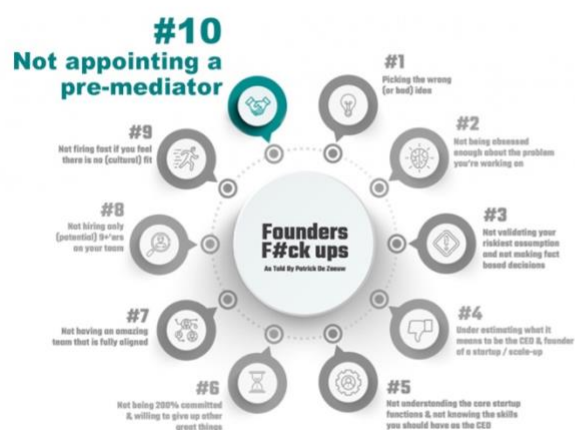 #10
Not appointing a
pre-mediator
#1
Picking the wrong
(or bad) idea
#2
Not being obsessed
enough about the problem
you're working on
#3
Not validating your
riskiest assumption
and not making fact
based decisions
#4
Under estimating what it
means to be the CEO & founder
of a startup / scale-up
#5
Not understanding the core startup
functions & not knowing the skills
you should have as the CEO
#6
Not being 200% committed
& willing to give up other
great things
#7
Not having an amazing
team that is fully aligned
#8
Not hiring only
(potential) 9+'ers
on your team
#9
Not firing fast if you feel
there is no (cultural) fit
Founders
F#ck ups
As Told By Patrick De Zeeuw